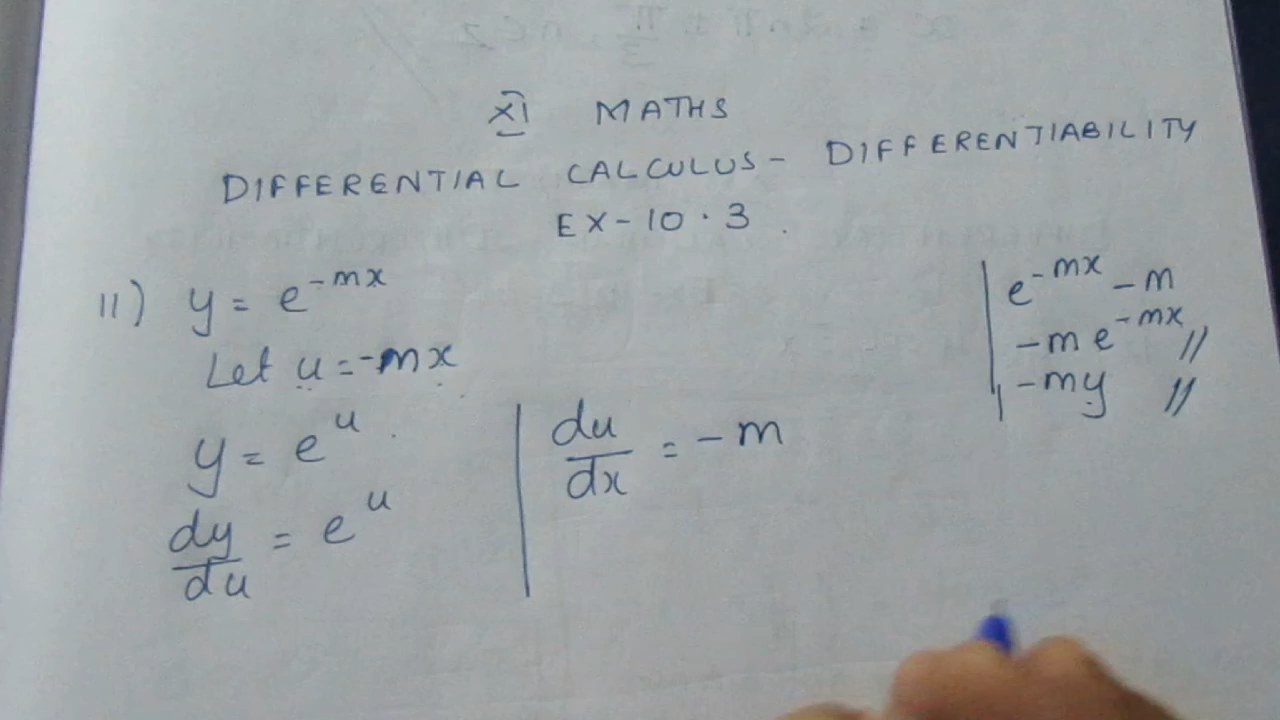 XI MATHS
DIFFERENTIAL CALCULUS - DIFFERENTIABILITY
EX - 10.3.
11) y = e^{-mx}
Let u = -mx
y = e^{u}
dy/du = e^{u}
du/dx = -m
e^{-mx} -m
-me^{-mx} //
-my //